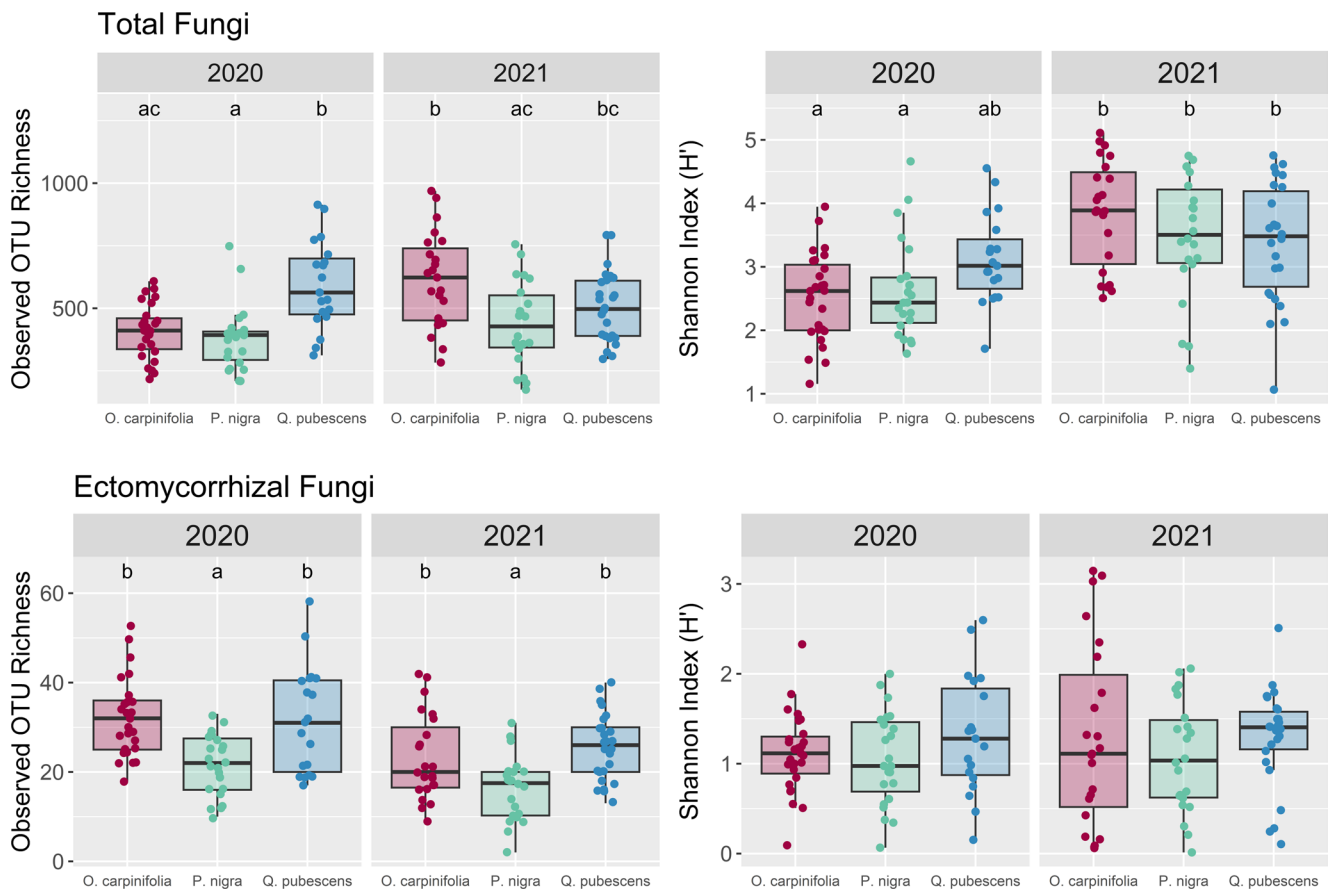 Total Fungi
2020
2021
ac
a
b
b
ac
bc
Observed OTU Richness
1000
500
O. carpinifolia
P. nigra
Q. pubescens
O. carpinifolia
P. nigra
Q. pubescens
2020
2021
a
a
ab
b
b
b
Shannon Index (H')
5
4
3
2
1
O. carpinifolia
P. nigra
Q. pubescens
O. carpinifolia
P. nigra
Q. pubescens
Ectomycorrhizal Fungi
2020
2021
b
a
b
b
a
b
Observed OTU Richness
60
40
20
0
O. carpinifolia
P. nigra
Q. pubescens
O. carpinifolia
P. nigra
Q. pubescens
2020
2021
Shannon Index (H')
3
2
1
0
O. carpinifolia
P. nigra
Q. pubescens
O. carpinifolia
P. nigra
Q. pubescens